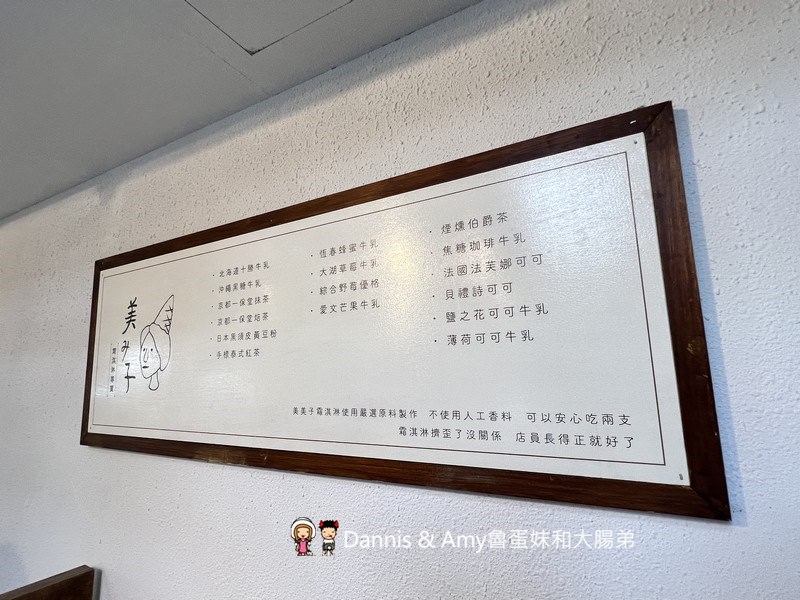 美み子
霜淇淋專賣
· 北海道十勝牛乳
· 沖繩黑糖牛乳
· 京都一保堂抹茶
· 京都一保堂焙茶
· 日本黑頭皮黃豆粉
· 手標泰式紅茶
· 恆春蜂蜜牛乳
· 大湖草莓牛乳
· 綜合野莓優格
· 愛文芒果牛乳
· 煙燻伯爵茶
· 焦糖珈琲牛乳
· 法國法芙娜可可
· 貝禮詩可可
· 鹽之花可可牛乳
· 薄荷可可牛乳
美美子霜淇淋使用嚴選原料製作 不使用人工香料 可以安心吃兩支
霜淇淋擠歪了沒關係 店員長得正就好了
Dannis & Amy魯蛋妹和大腸弟